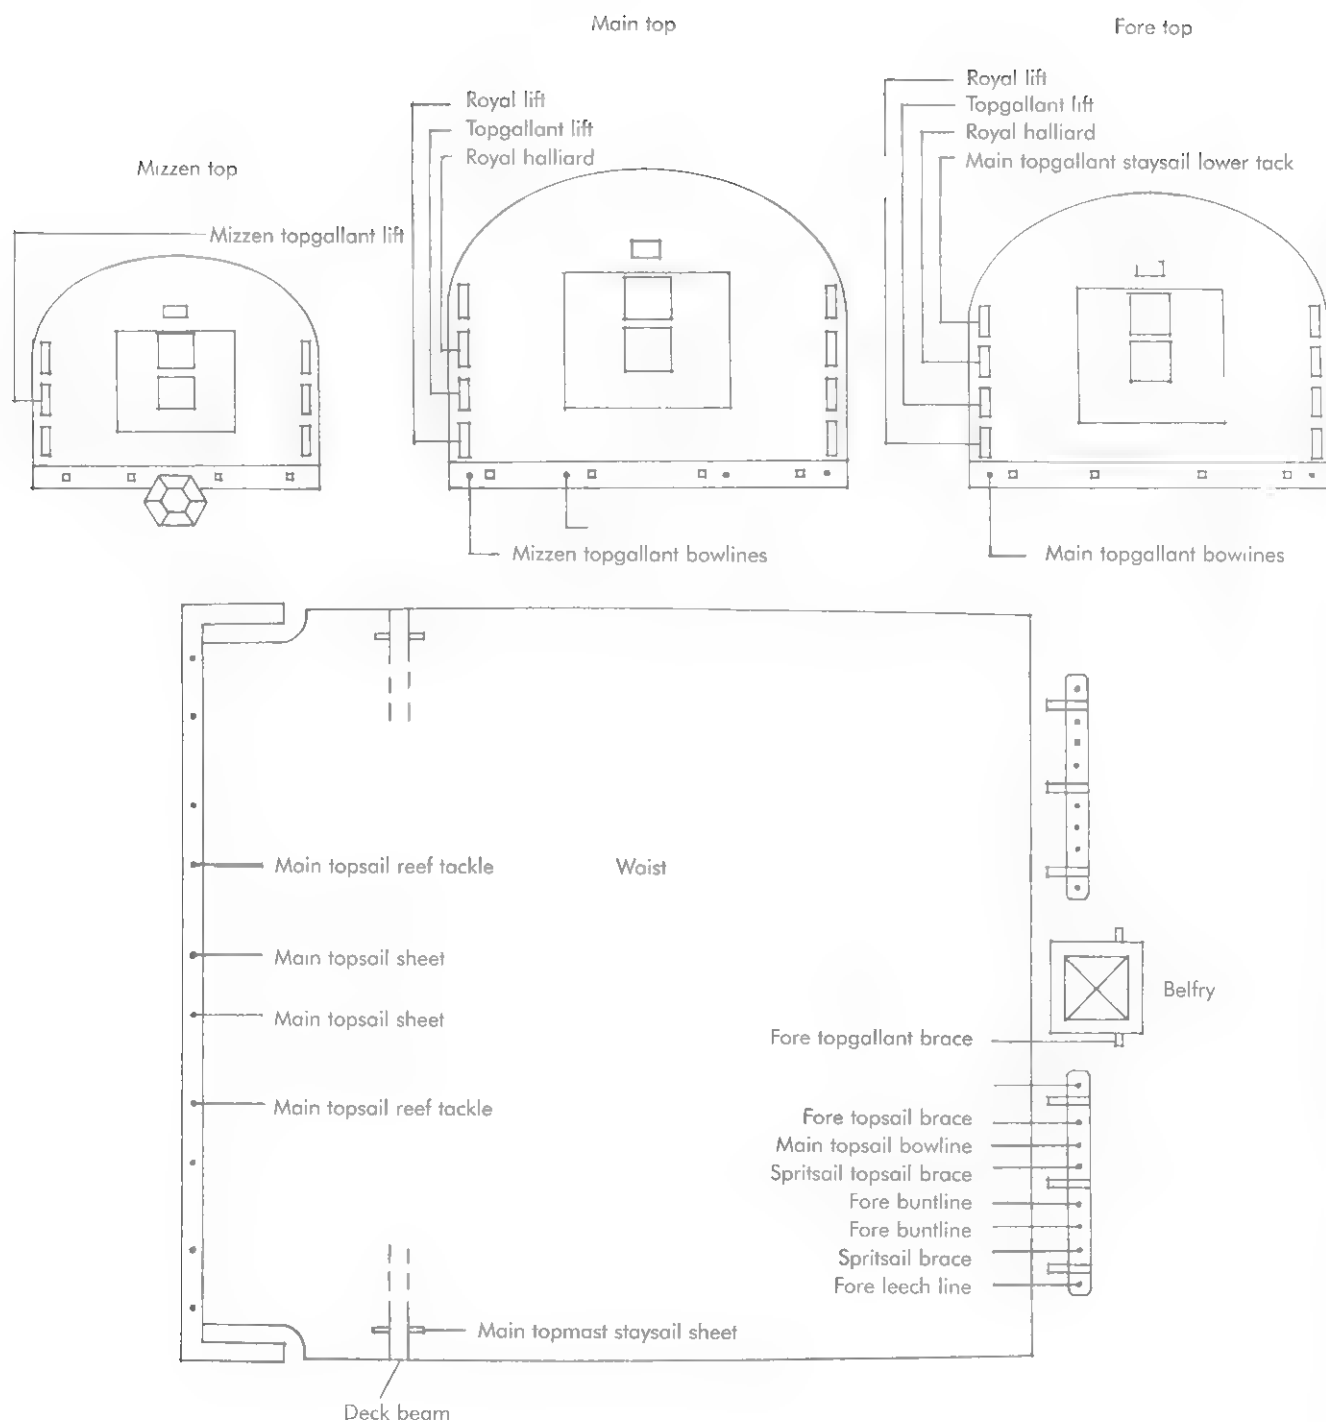 Main top
Fore top
Mizzen top
Royal lift
Topgallant lift
Royal halliard
Royal lift
Topgallant lift
Royal halliard
Main topgallant staysail lower tack
Mizzen topgallant lift
Mizzen topgallant bowlines
Main topgallant bowlines
Main topsail reef tackle
Waist
Main topsail sheet
Main topsail sheet
Main topsail reef tackle
Belfry
Fore topgallant brace
Fore topsail brace
Main topsail bowline
Spritsail topsail brace
Fore buntline
Fore buntline
Spritsail brace
Fore leech line
Main topmast staysail sheet
Deck beam